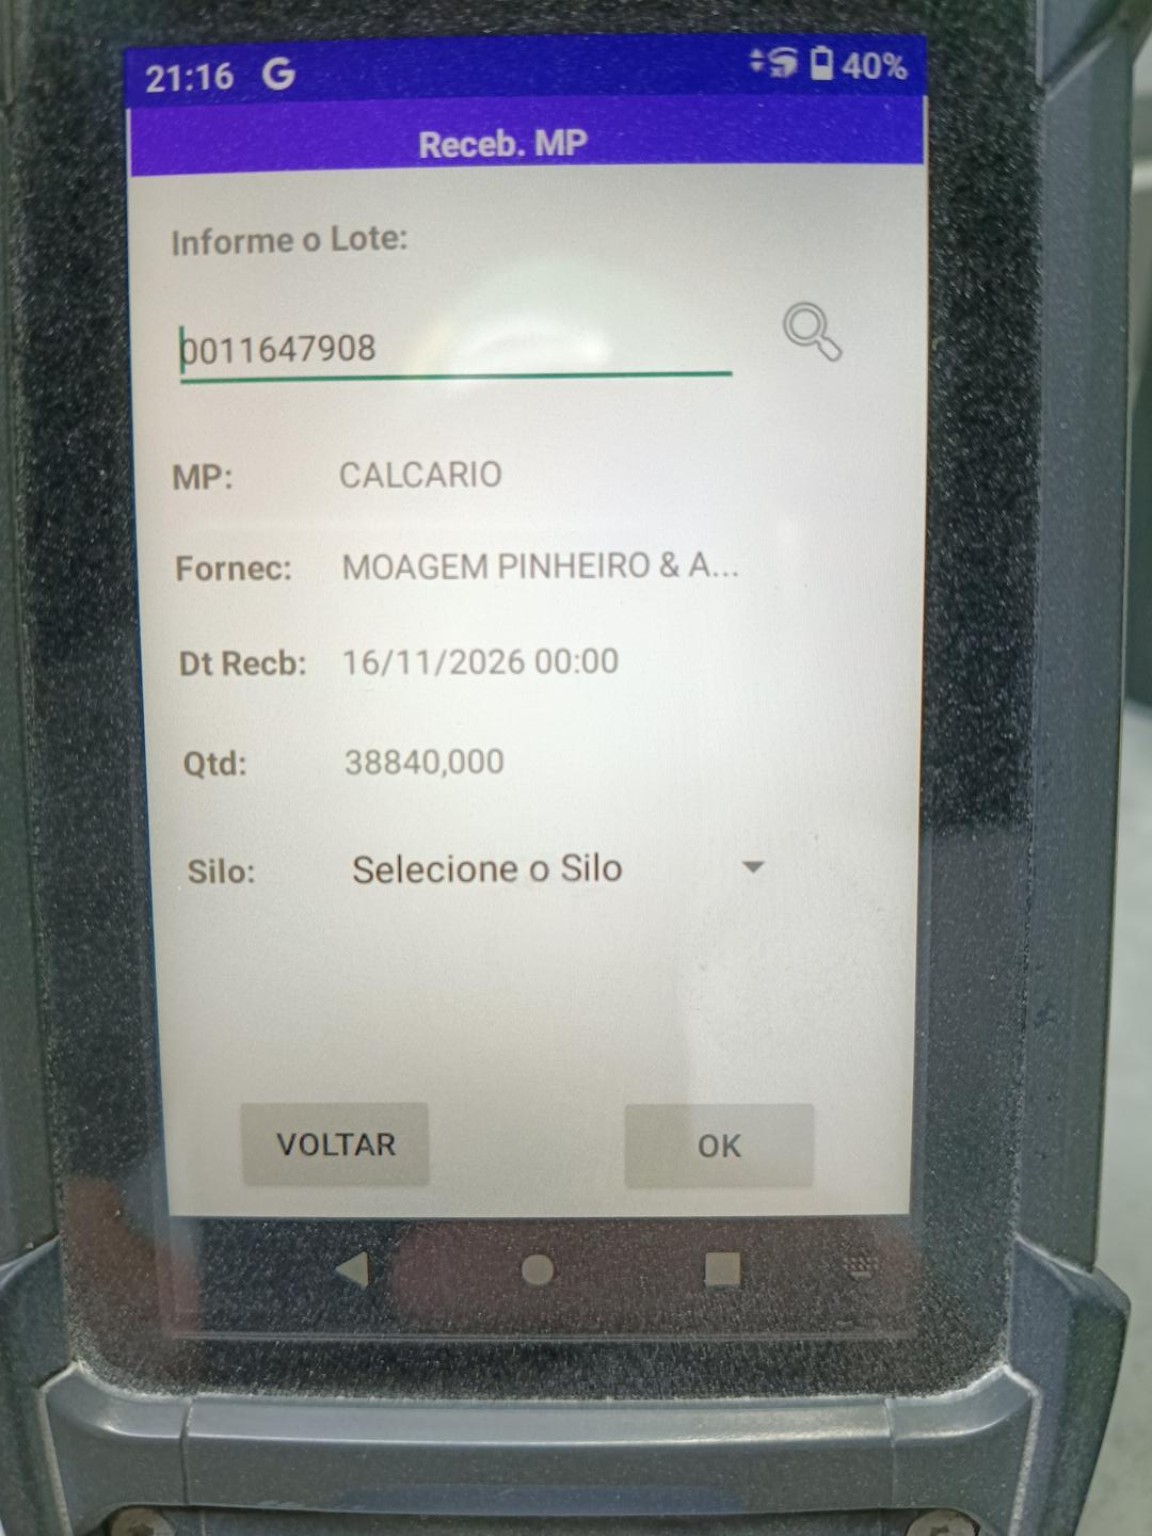 21:16 G 40%
Receb. MP
Informe o Lote:
0011647908
MP: CALCARIO
Fornec: MOAGEM PINHEIRO & A...
Dt Recb: 16/11/2026 00:00
Qtd: 38840,000
Silo: Selecione o Silo
VOLTAR OK